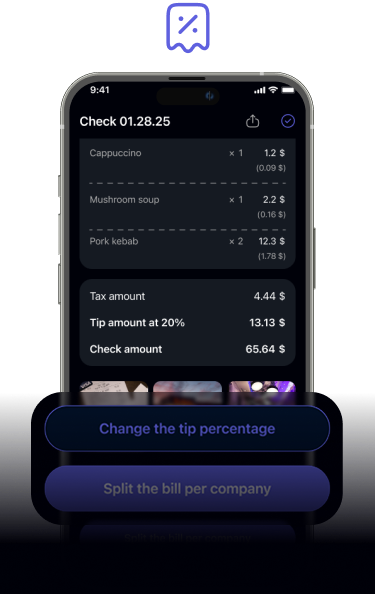 9:41
Check 01.28.25
Cappuccino × 1 1.2 $
(0.09 $)
Mushroom soup × 1 2.2 $
(0.16 $)
Pork kebab × 2 12.3 $
(1.78 $)
Tax amount 4.44 $
Tip amount at 20% 13.13 $
Check amount 65.64 $
Change the tip percentage
Split the bill per company